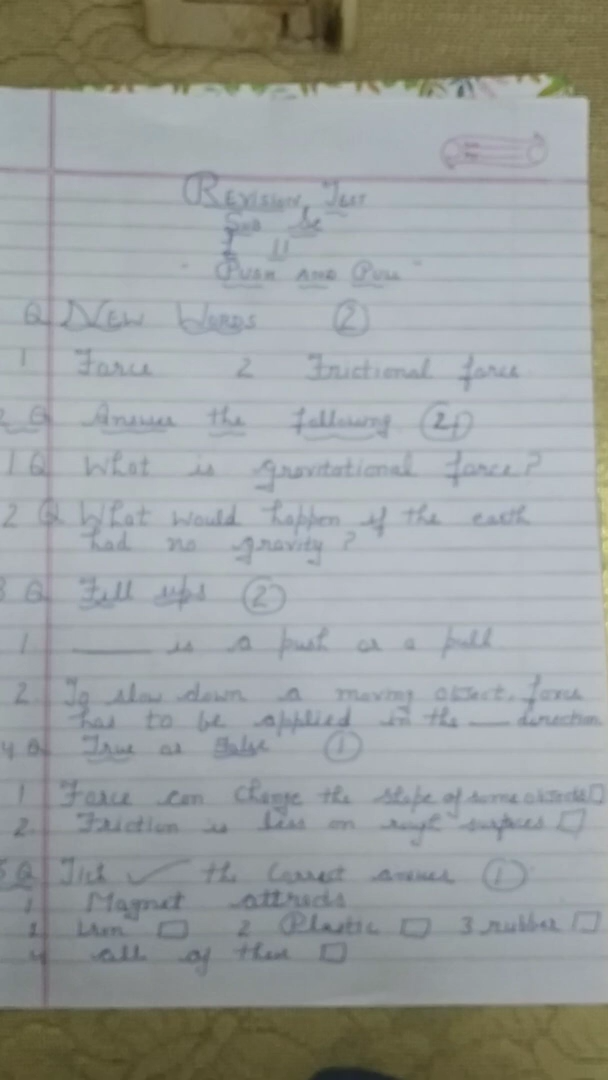 Revision Test
Sub Sc
L 11
"Push and Pull"
Q New Words 2
1 Force 2 Frictional force
2 Q Answer the following 2
1 Q What is gravitational force?
2 Q What would happen if the earth
had no gravity?
3 Q Fill ups 2
1. ____ is a push or a pull
2 To slow down a moving object, force
has to be applied in the ___ direction
4 Q True or False 1
1 Force can change the shape of some objects
2. Friction is less on rough surfaces
5 Q Tick ✓ the correct answer 1
1 Magnet attracts
1 Iron 2 Plastic 3 rubber
4 all of them